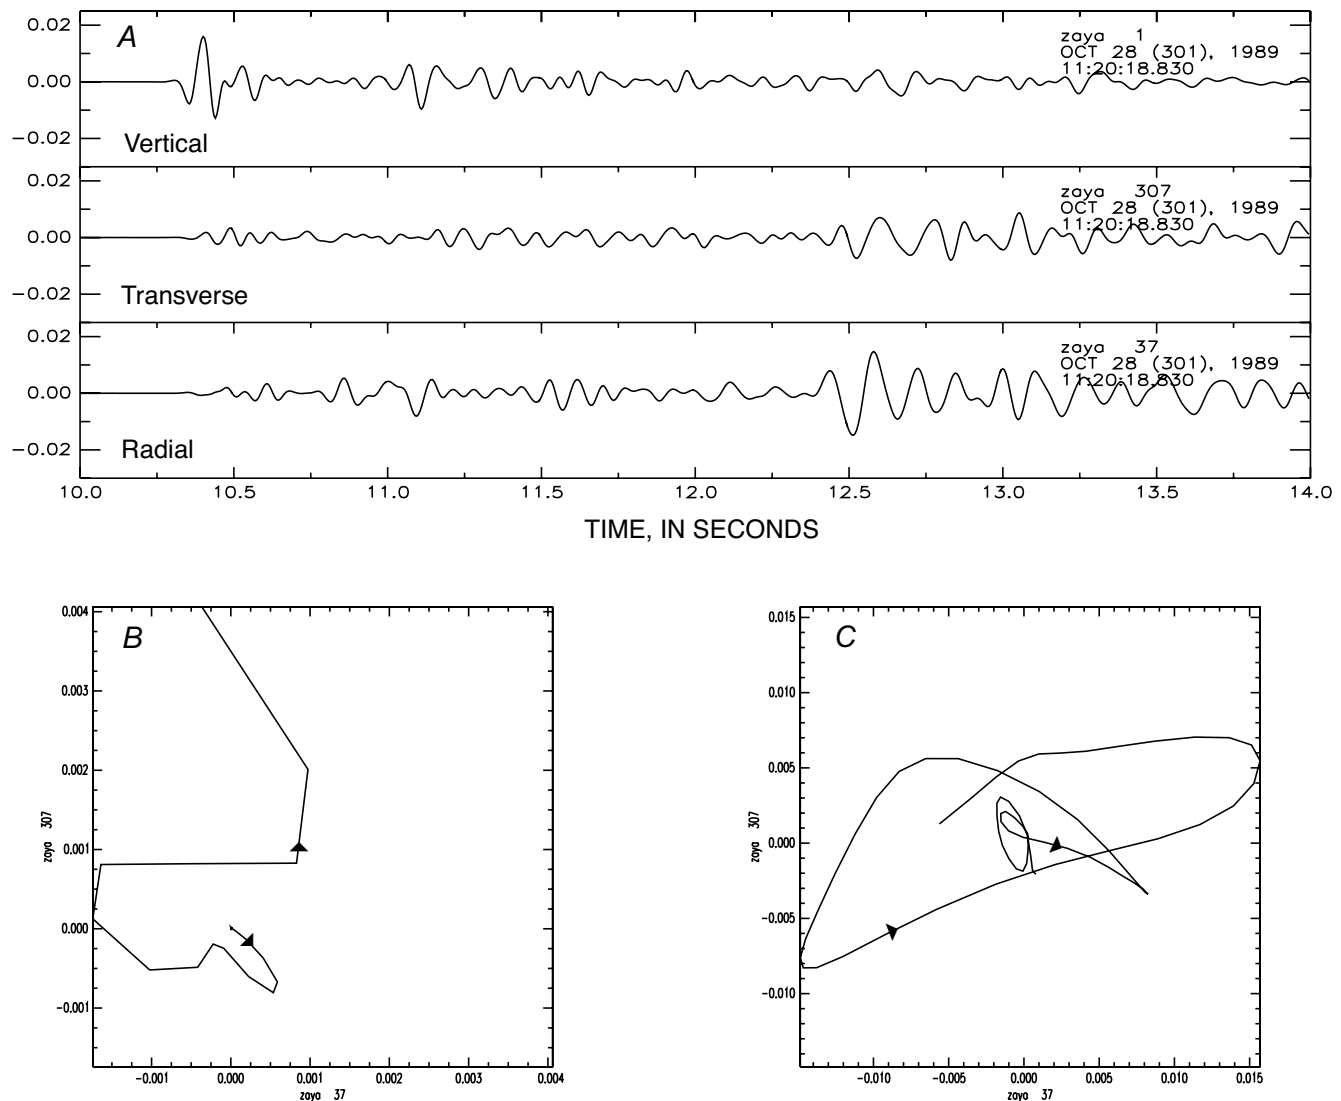 A
zaya 1
OCT 28 (301), 1989
11:20:18.830
0.02
0.00
−0.02
Vertical
zaya 307
OCT 28 (301), 1989
11:20:18.830
0.02
0.00
−0.02
Transverse
zaya 37
OCT 28 (301), 1989
11:20:18.830
0.02
0.00
−0.02
Radial
10.0 10.5 11.0 11.5 12.0 12.5 13.0 13.5 14.0
TIME, IN SECONDS
B
0.004
0.003
0.002
0.001
0.000
−0.001
zaya 307
−0.001 0.000 0.001 0.002 0.003 0.004
zaya 37
C
0.015
0.010
0.005
0.000
−0.005
−0.010
zaya 307
−0.010 −0.005 0.000 0.005 0.010 0.015
zaya 37